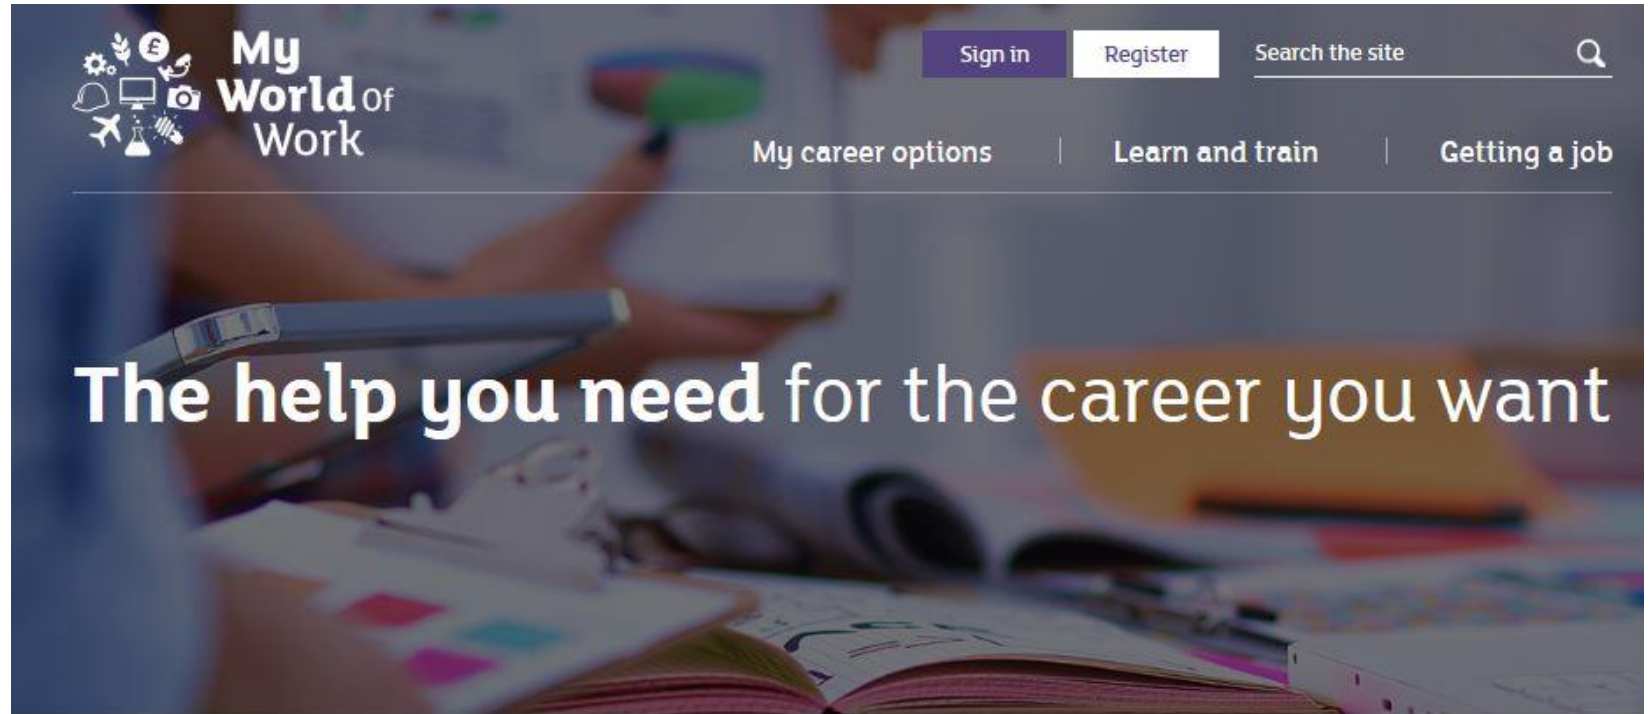 My
World Of
Work
Sign in
Register
Search the site
My career options
Learn and train
Getting a job
The help you need for the career you want